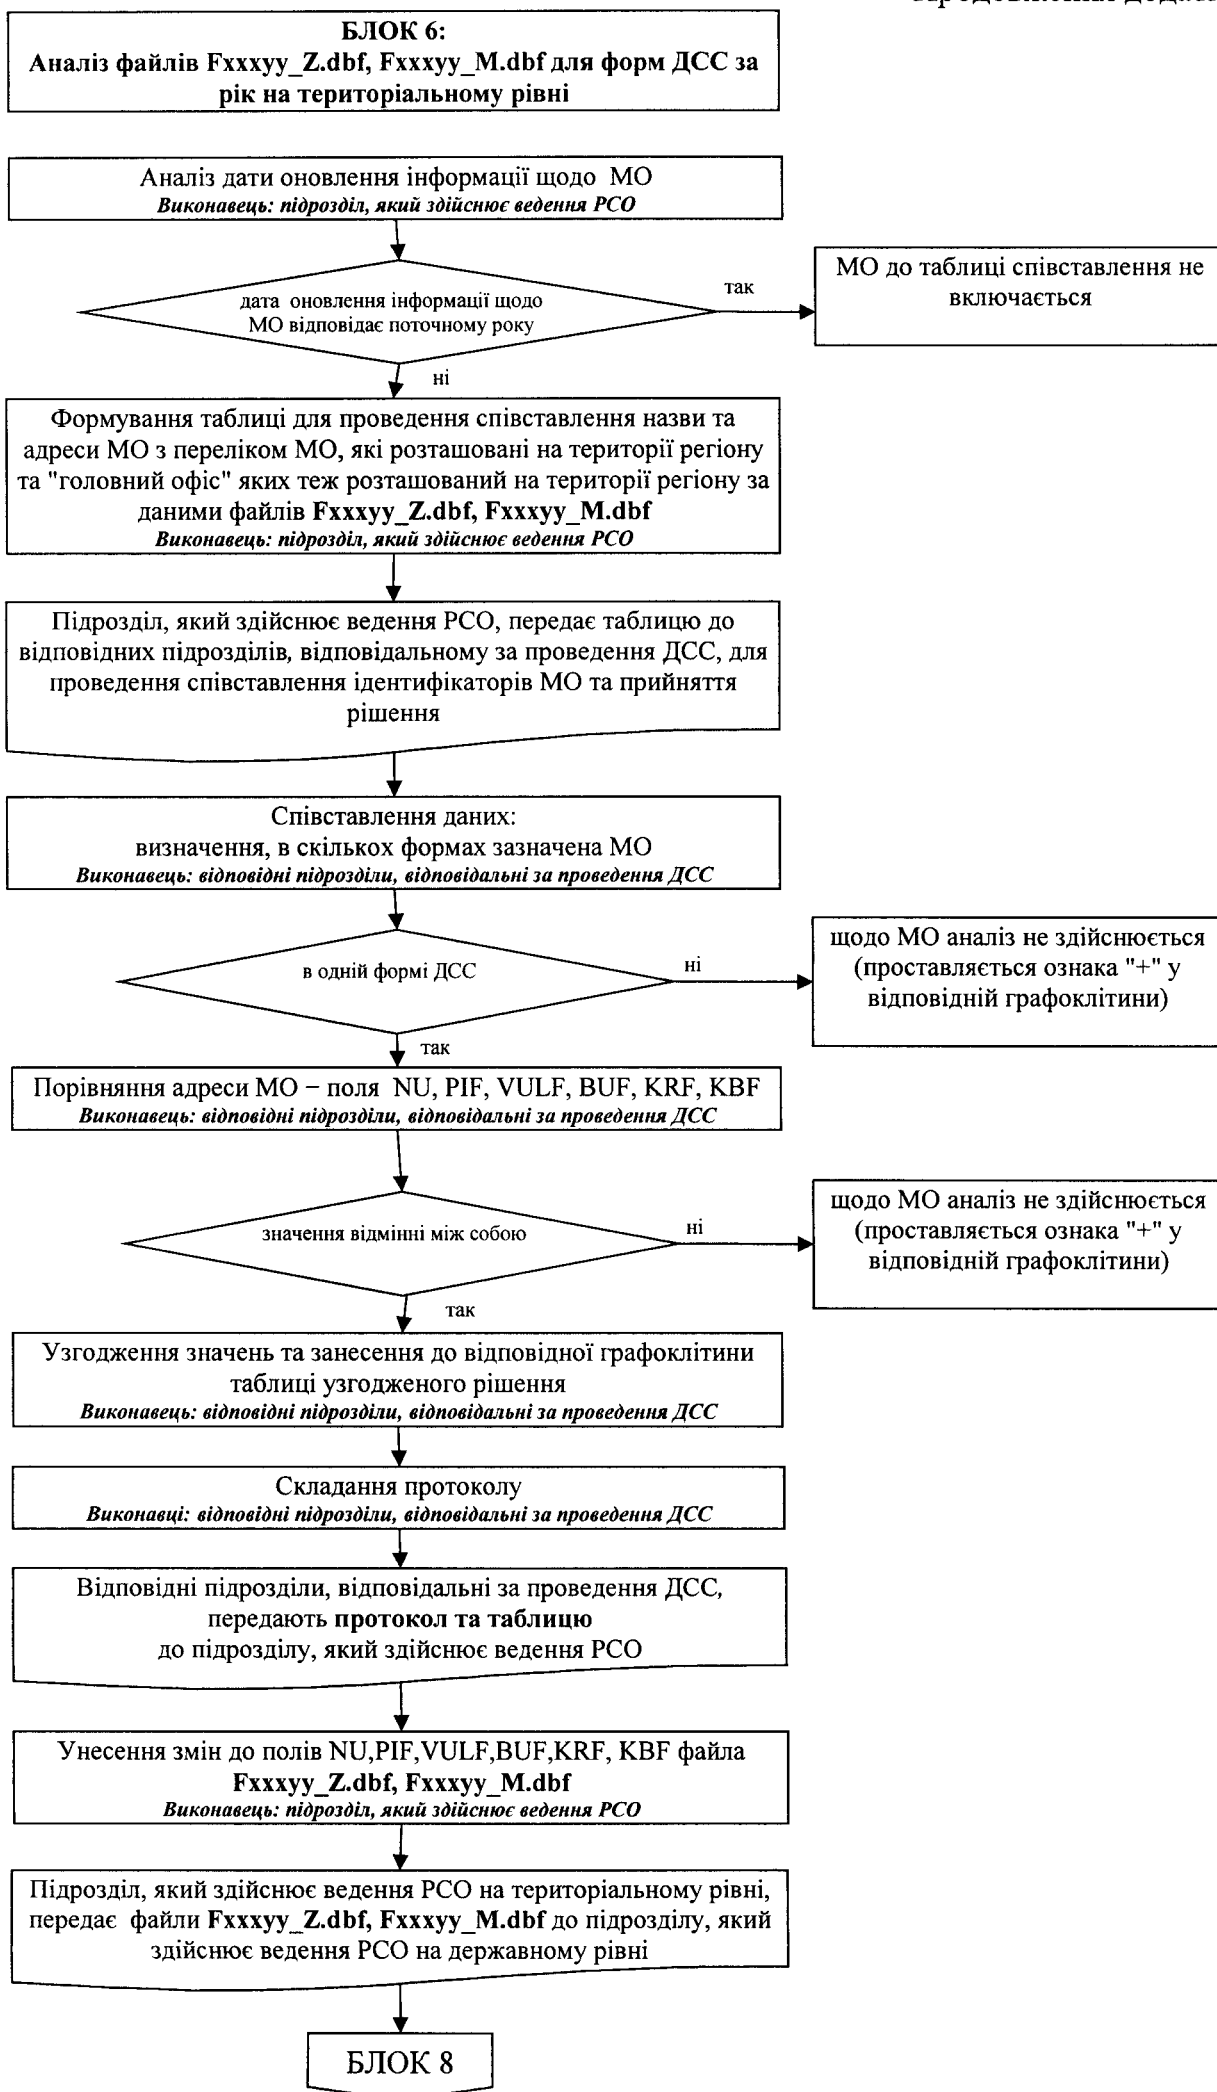 БЛОК 6:
Аналіз файлів Fxxxyy_Z.dbf, Fxxxyy_M.dbf для форм ДСС за
рік на територіальному рівні
Аналіз дати оновлення інформації щодо МО
Виконавець: підрозділ, який здійснює ведення РСО
дата оновлення інформації щодо
МО відповідає поточному року
так
МО до таблиці співставлення не
включається
ні
Формування таблиці для проведення співставлення назви та
адреси МО з переліком МО, які розташовані на території регіону
та "головний офіс" яких теж розташований на території регіону за
даними файлів Fxxxyy_Z.dbf, Fxxxyy_M.dbf
Виконавець: підрозділ, який здійснює ведення РСО
Підрозділ, який здійснює ведення РСО, передає таблицю до
відповідних підрозділів, відповідальному за проведення ДСС, для
проведення співставлення ідентифікаторів МО та прийняття
рішення
Співставлення даних:
визначення, в скількох формах зазначена МО
Виконавець: відповідні підрозділи, відповідальні за проведення ДСС
в одній формі ДСС
ні
щодо МО аналіз не здійснюється
(проставляється ознака "+" у
відповідній графоклітини)
так
Порівняння адреси МО – поля NU, PIF, VULF, BUF, KRF, KBF
Виконавець: відповідні підрозділи, відповідальні за проведення ДСС
значення відмінні між собою
ні
щодо МО аналіз не здійснюється
(проставляється ознака "+" у
відповідній графоклітини)
так
Узгодження значень та занесення до відповідної графоклітини
таблиці узгодженого рішення
Виконавець: відповідні підрозділи, відповідальні за проведення ДСС
Складання протоколу
Виконавці: відповідні підрозділи, відповідальні за проведення ДСС
Відповідні підрозділи, відповідальні за проведення ДСС,
передають протокол та таблицю
до підрозділу, який здійснює ведення РСО
Унесення змін до полів NU,PIF,VULF,BUF,KRF, KBF файла
Fxxxyy_Z.dbf, Fxxxyy_M.dbf
Виконавець: підрозділ, який здійснює ведення РСО
Підрозділ, який здійснює ведення РСО на територіальному рівні,
передає файли Fxxxyy_Z.dbf, Fxxxyy_M.dbf до підрозділу, який
здійснює ведення РСО на державному рівні
БЛОК 8